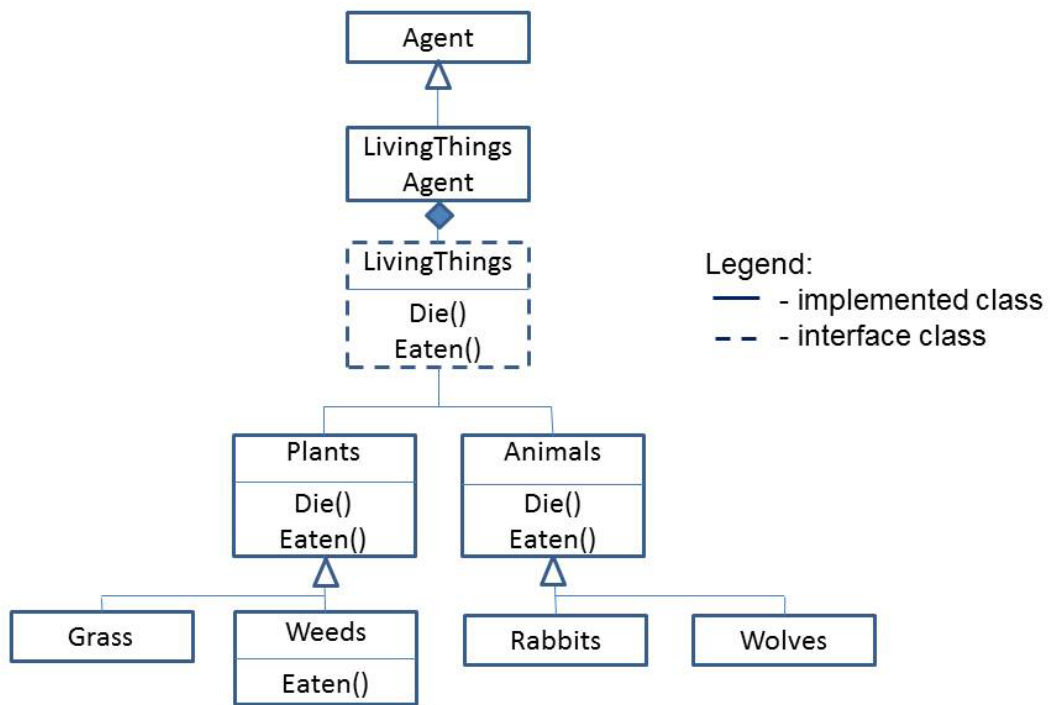 Agent
LivingThings
Agent
LivingThings
Die()
Eaten()
Legend:
- implemented class
- interface class
Plants
Die()
Eaten()
Animals
Die()
Eaten()
Grass
Weeds
Eaten()
Rabbits
Wolves